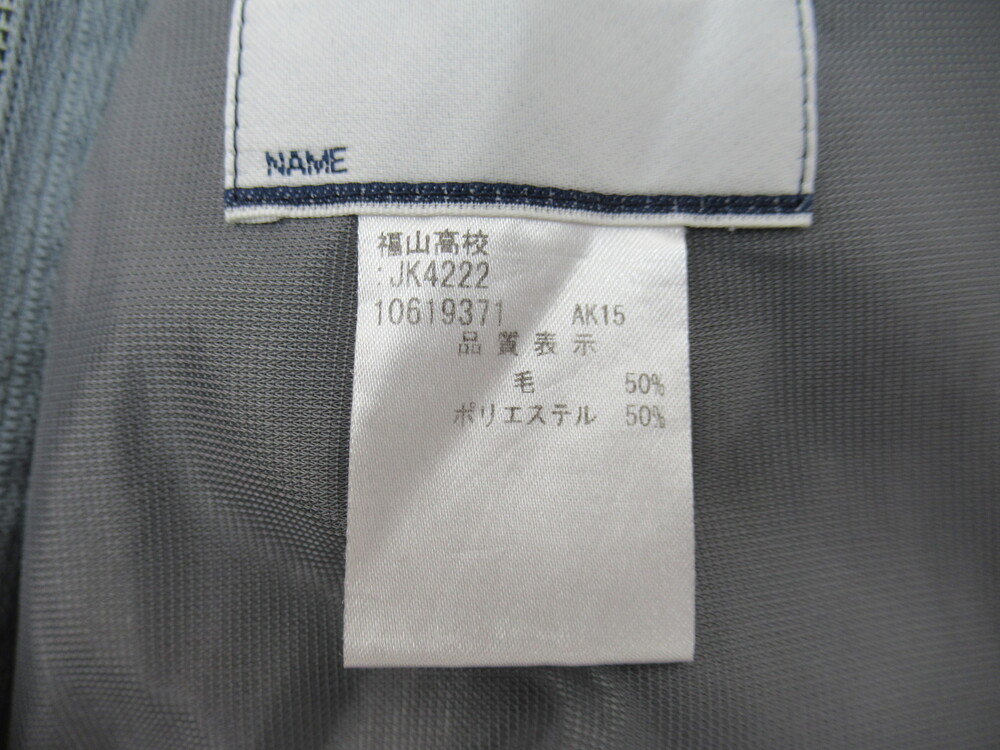 NAME
福山高校
:JK4222
10619371 AK15
品質表示
毛 50%
ポリエステル 50%